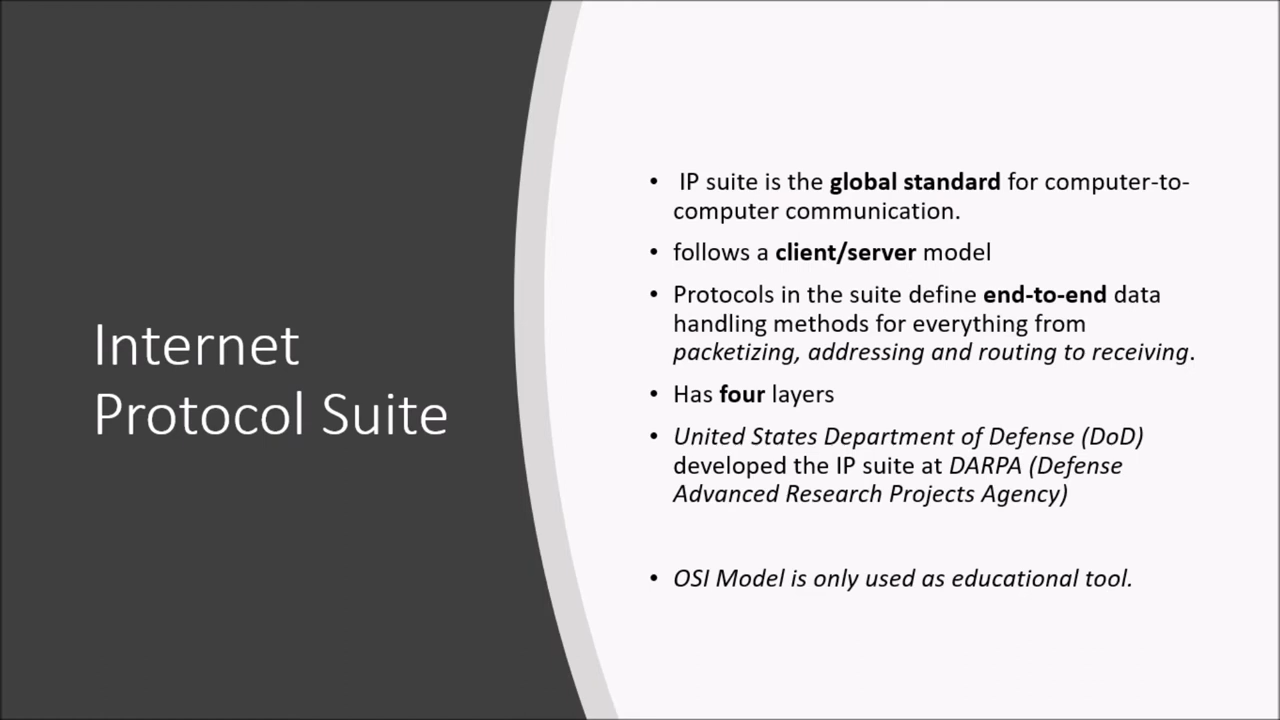 Internet
Protocol Suite
• IP suite is the global standard for computer-to-
computer communication.
• follows a client/server model
• Protocols in the suite define end-to-end data
handling methods for everything from
packetizing, addressing and routing to receiving.
• Has four layers
• United States Department of Defense (DoD)
developed the IP suite at DARPA (Defense
Advanced Research Projects Agency)
• OSI Model is only used as educational tool.